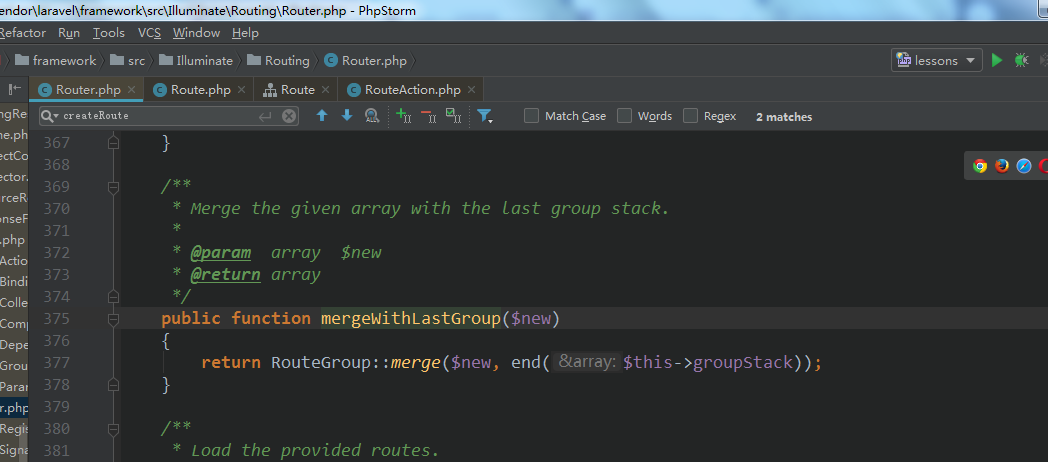 endor\laravel\framework\src\Illuminate\Routing\Router.php - PhpStorm
Refactor Run Tools VCS Window Help
framework src Illuminate Routing Router.php lessons
Router.php Route.php Route RouteAction.php
createRoute Match Case Words Regex 2 matches
367 }
368
369 /**
370 * Merge the given array with the last group stack.
371 *
372 * @param array $new
373 * @return array
374 */
375 public function mergeWithLastGroup($new)
376 {
377 return RouteGroup::merge($new, end( &array: $this->groupStack));
378 }
379
380 /**
381 * Load the provided routes.
ngRe
ne.ph
ectCo
ector.
urceR
onseF
.php
Actio
Bindi
Colle
Comp
Depe
Grou
Parar
r.php
Regis
Signa